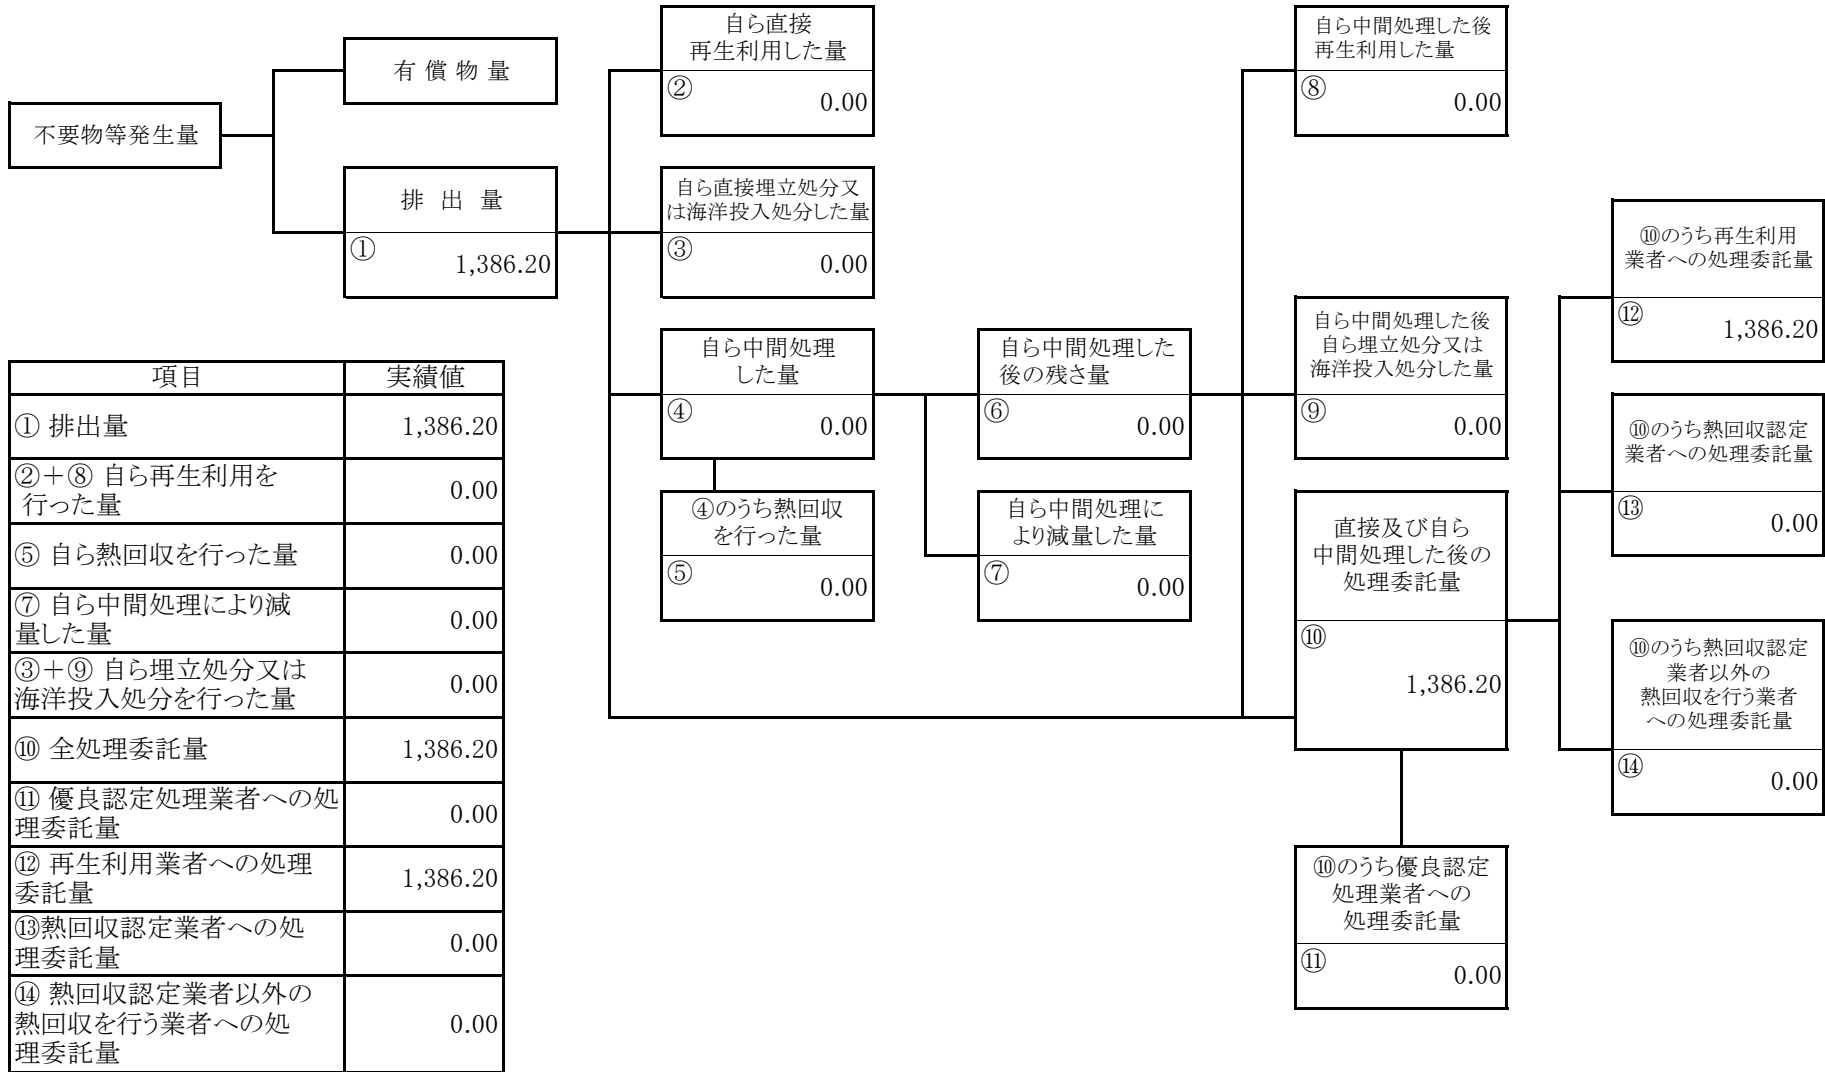 不要物等発生量
有 償 物 量
排 出 量
①
1,386.20
自ら直接
再生利用した量
②
0.00
自ら直接埋立処分又
は海洋投入処分した量
③
0.00
自ら中間処理
した量
④
0.00
④のうち熱回収
を行った量
⑤
0.00
自ら中間処理した
後の残さ量
⑥
0.00
自ら中間処理に
より減量した量
⑦
0.00
自ら中間処理した後
再生利用した量
⑧
0.00
自ら中間処理した後
自ら埋立処分又は
海洋投入処分した量
⑨
0.00
直接及び自ら
中間処理した後の
処理委託量
⑩
1,386.20
⑩のうち優良認定
処理業者への
処理委託量
⑪
0.00
⑩のうち再生利用
業者への処理委託量
⑫
1,386.20
⑩のうち熱回収認定
業者への処理委託量
⑬
0.00
⑩のうち熱回収認定
業者以外の
熱回収を行う業者
への処理委託量
⑭
0.00
項目 実績値
① 排出量 1,386.20
②＋⑧ 自ら再生利用を
行った量 0.00
⑤ 自ら熱回収を行った量 0.00
⑦ 自ら中間処理により減
量した量 0.00
③＋⑨ 自ら埋立処分又は
海洋投入処分を行った量 0.00
⑩ 全処理委託量 1,386.20
⑪ 優良認定処理業者への処
理委託量 0.00
⑫ 再生利用業者への処理
委託量 1,386.20
⑬熱回収認定業者への処
理委託量 0.00
⑭ 熱回収認定業者以外の
熱回収を行う業者への処
理委託量 0.00